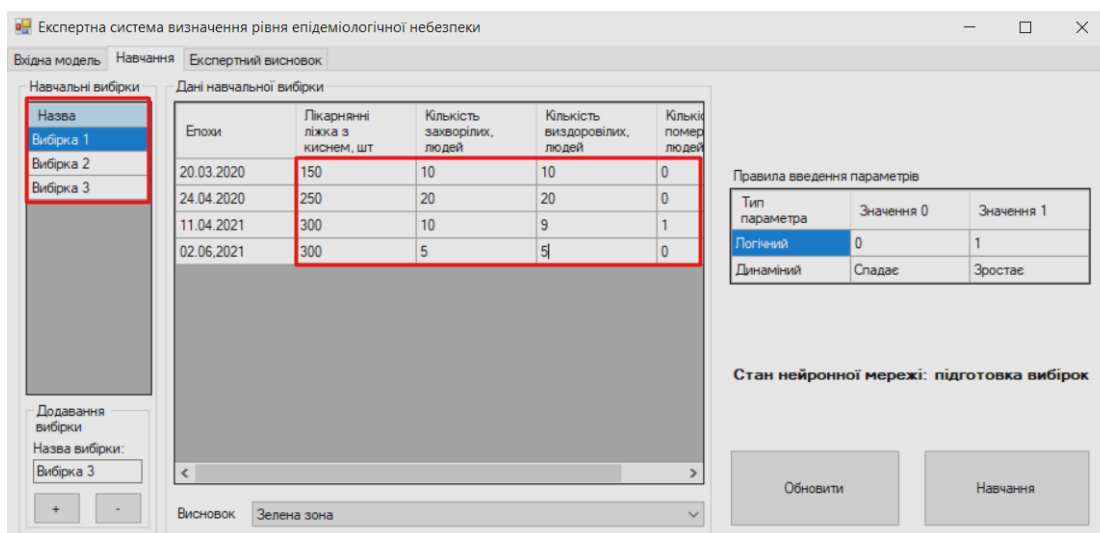 Експертна система визначення рівня епідеміологічної небезпеки
Вхідна модель Навчання Експертний висновок
Навчальні вибірки
Назва
Вибірка 1
Вибірка 2
Вибірка 3
Додавання
вибірки
Назва вибірки:
Вибірка 3
+ -
Дані навчальної вибірки
Епохи Лікарнянні ліжка з киснем, шт Кількість захворілих, людей Кількість виздоровілих, людей Кількіс помер людей
20.03.2020 150 10 10 0
24.04.2020 250 20 20 0
11.04.2021 300 10 9 1
02.06,2021 300 5 5 0
< >
Висновок Зелена зона
Правила введення параметрів
Тип параметра Значення 0 Значення 1
Логічний 0 1
Динаміний Спадає Зростає
Стан нейронної мережі: підготовка вибірок
Обновити Навчання